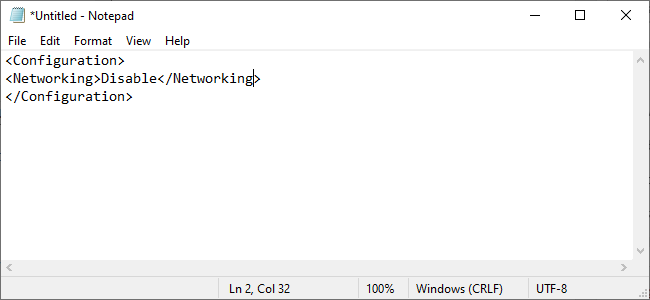 *Untitled - Notepad
File Edit Format View Help
<Configuration>
<Networking>Disable</Networking>
</Configuration>
Ln 2, Col 32 100% Windows (CRLF) UTF-8